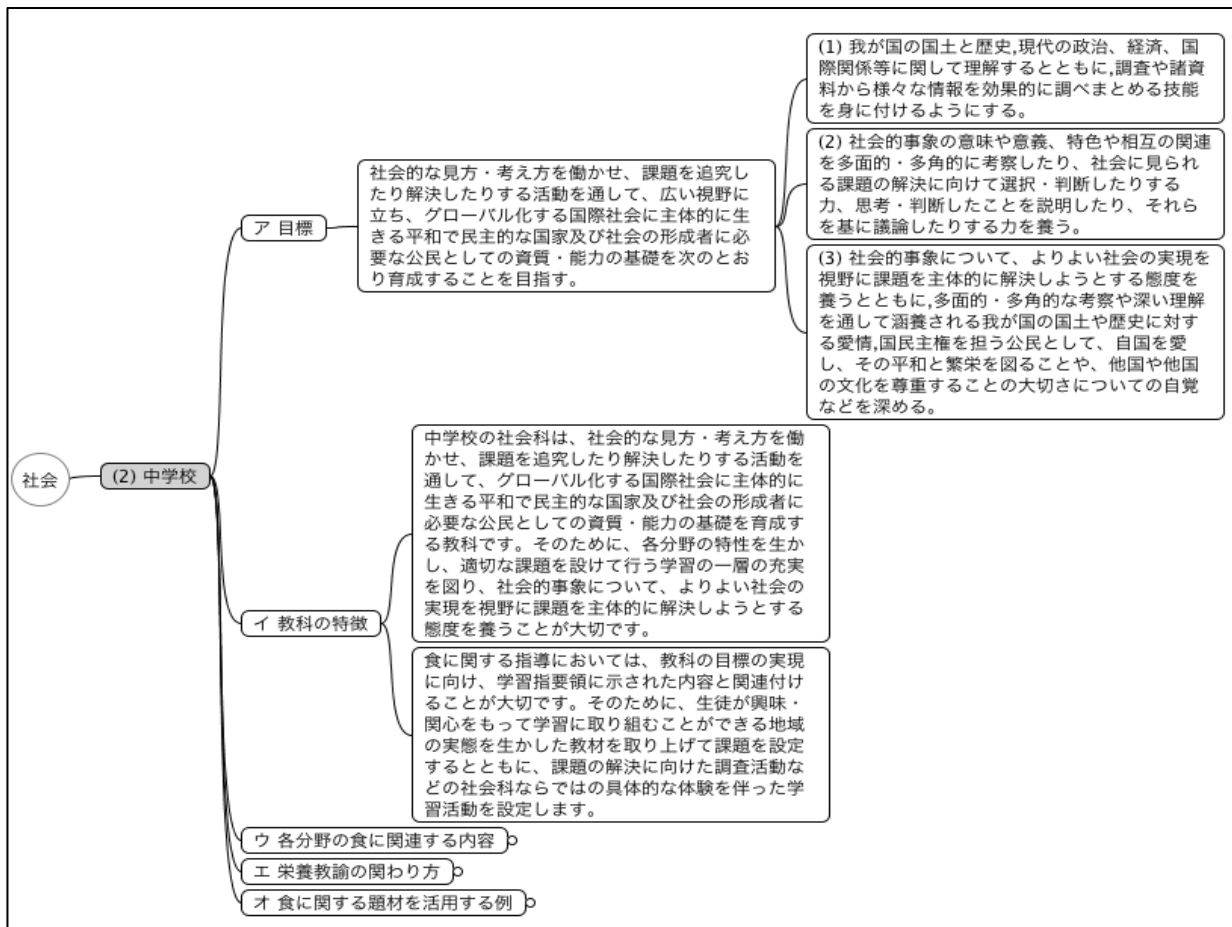 社会
(2) 中学校
ア 目標
社会的な見方・考え方を働かせ、課題を追究し
たり解決したりする活動を通して、広い視野に
立ち、グローバル化する国際社会に主体的に生
きる平和で民主的な国家及び社会の形成者に必
要な公民としての資質・能力の基礎を次のとお
り育成することを目指す。
(1) 我が国の国土と歴史,現代の政治、経済、国
際関係等に関して理解するとともに,調査や諸資
料から様々な情報を効果的に調べまとめる技能
を身に付けるようにする。
(2) 社会的事象の意味や意義、特色や相互の関連
を多面的・多角的に考察したり、社会に見られ
る課題の解決に向けて選択・判断したりする
力、思考・判断したことを説明したり、それら
を基に議論したりする力を養う。
(3) 社会的事象について、よりよい社会の実現を
視野に課題を主体的に解決しようとする態度を
養うとともに,多面的・多角的な考察や深い理解
を通して涵養される我が国の国土や歴史に対す
る愛情,国民主権を担う公民として、自国を愛
し、その平和と繁栄を図ることや、他国や他国
の文化を尊重することの大切さについての自覚
などを深める。
イ 教科の特徴
中学校の社会科は、社会的な見方・考え方を働
かせ、課題を追究したり解決したりする活動を
通して、グローバル化する国際社会に主体的に
生きる平和で民主的な国家及び社会の形成者に
必要な公民としての資質・能力の基礎を育成す
る教科です。そのために、各分野の特性を生か
し、適切な課題を設けて行う学習の一層の充実
を図り、社会的事象について、よりよい社会の
実現を視野に課題を主体的に解決しようとする
態度を養うことが大切です。
食に関する指導においては、教科の目標の実現
に向け、学習指要領に示された内容と関連付け
ることが大切です。そのために、生徒が興味・
関心をもって学習に取り組むことができる地域
の実態を生かした教材を取り上げて課題を設定
するとともに、課題の解決に向けた調査活動な
どの社会科ならではの具体的な体験を伴った学
習活動を設定します。
ウ 各分野の食に関連する内容
エ 栄養教諭の関わり方
オ 食に関する題材を活用する例